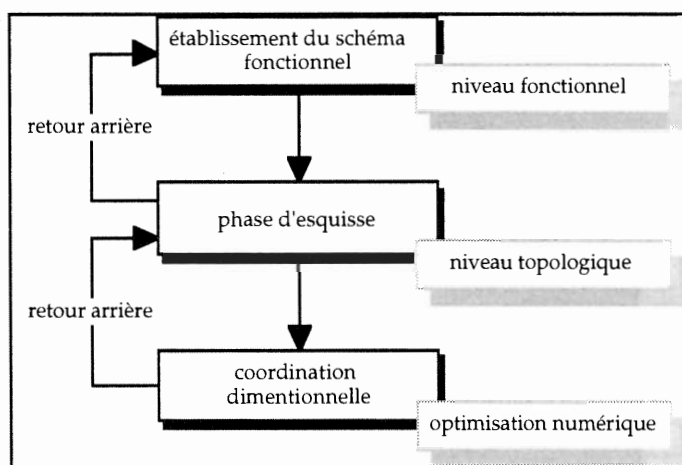 établissement du schéma
fonctionnel
niveau fonctionnel
retour arrière
phase d'esquisse
niveau topologique
retour arrière
coordination
dimentionnelle
optimisation numérique